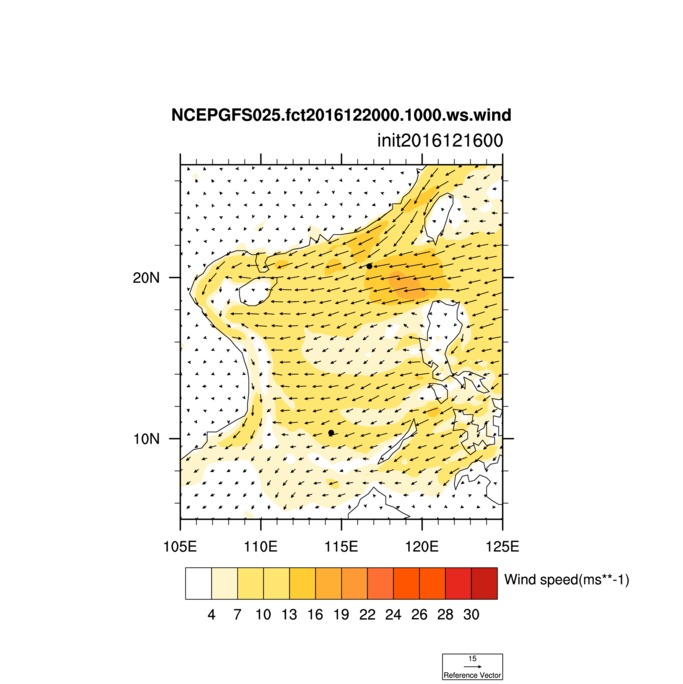 NCEPGFS025.fct2016122000.1000.ws.wind
init2016121600
20N
10N
105E 110E 115E 120E 125E
Wind speed(ms**-1)
4 7 10 13 16 19 22 24 26 28 30
15
Reference Vector